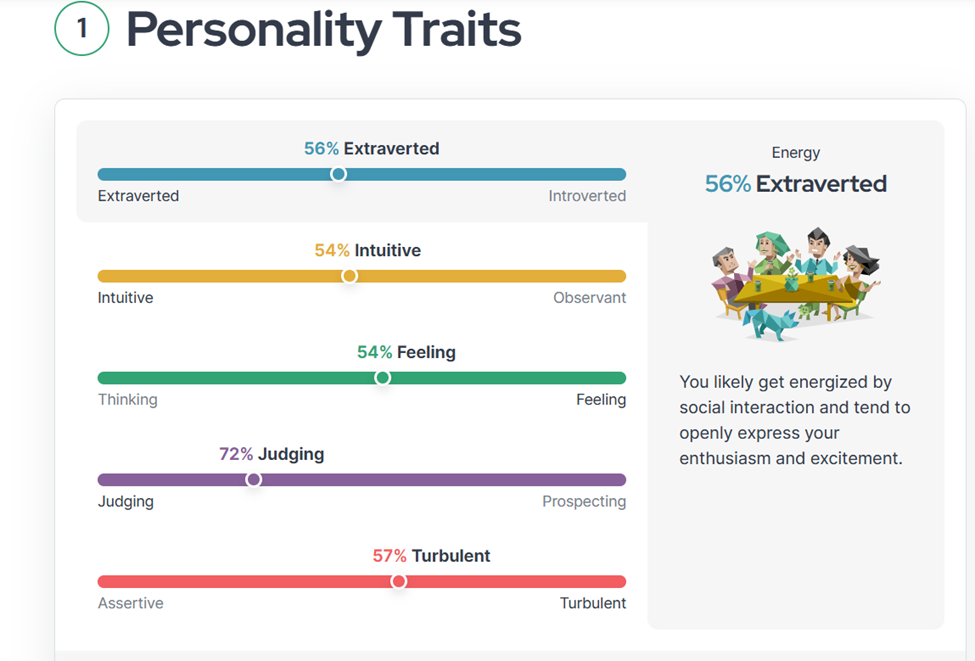 1 Personality Traits
56% Extraverted
Extraverted Introverted
54% Intuitive
Intuitive Observant
54% Feeling
Thinking Feeling
72% Judging
Judging Prospecting
57% Turbulent
Assertive Turbulent
Energy
56% Extraverted
You likely get energized by
social interaction and tend to
openly express your
enthusiasm and excitement.